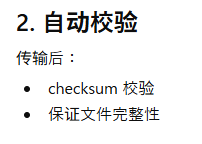 2. 自动校验
传输后：
• checksum 校验
• 保证文件完整性